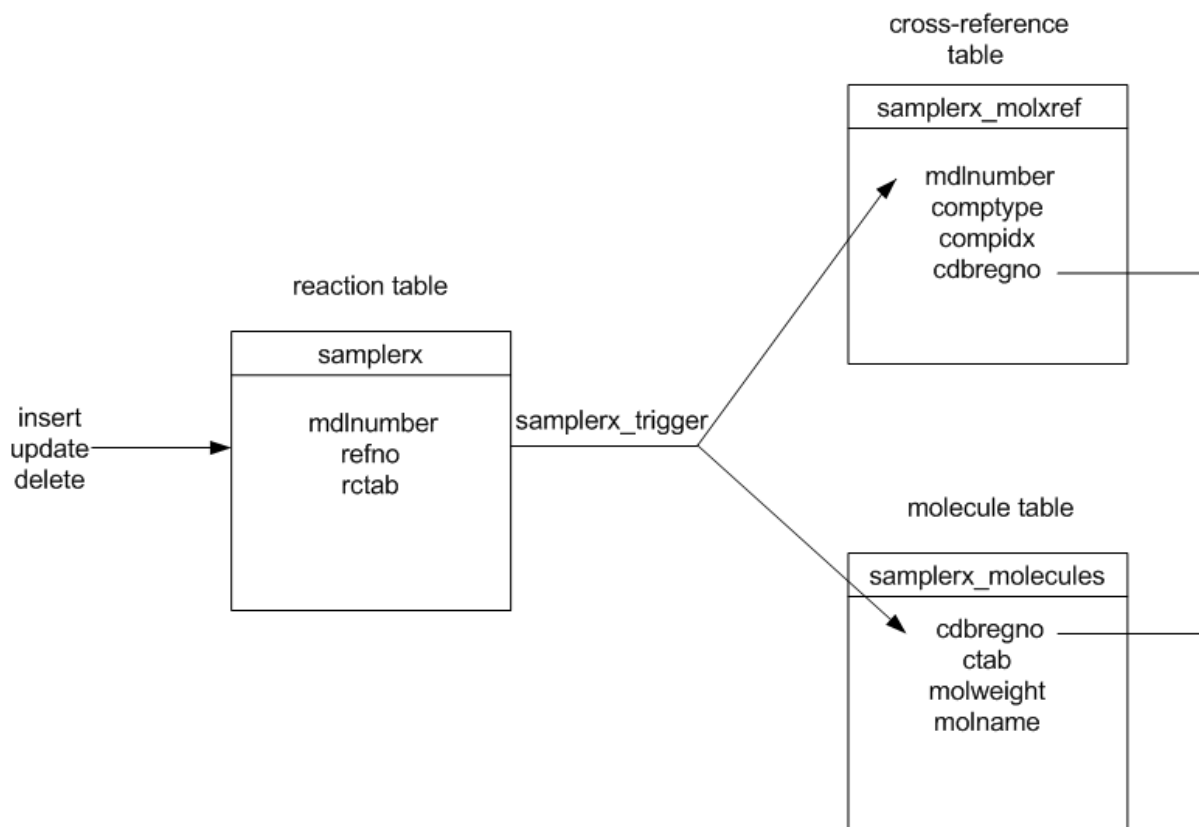 cross-reference
table
samplerx_molxref
mdlnumber
comptype
compidx
cdbregno
reaction table
samplerx
mdlnumber
refno
rctab
insert
update
delete
samplerx_trigger
molecule table
samplerx_molecules
cdbregno
ctab
molweight
molname